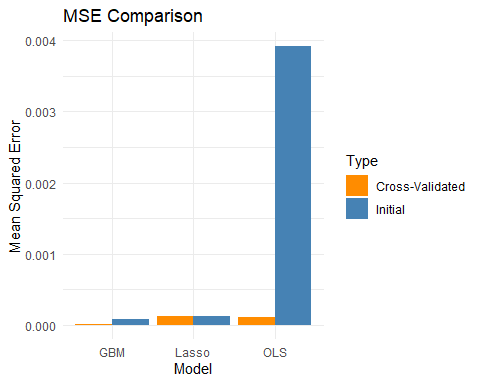 MSE Comparison
0.004
0.003
0.002
0.001
0.000
Mean Squared Error
GBM
Lasso
OLS
Model
Type
Cross-Validated
Initial